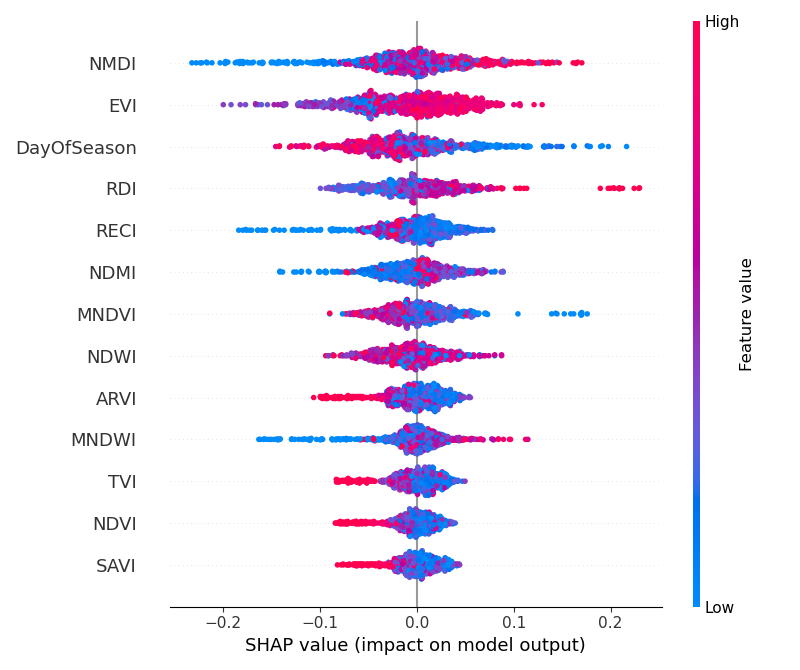 High
NMDI
EVI
DayOfSeason
RDI
RECI
NDMI
MNDVI
NDWI
ARVI
MNDWI
TVI
NDVI
SAVI
Feature value
Low
−0.2 −0.1 0.0 0.1 0.2
SHAP value (impact on model output)